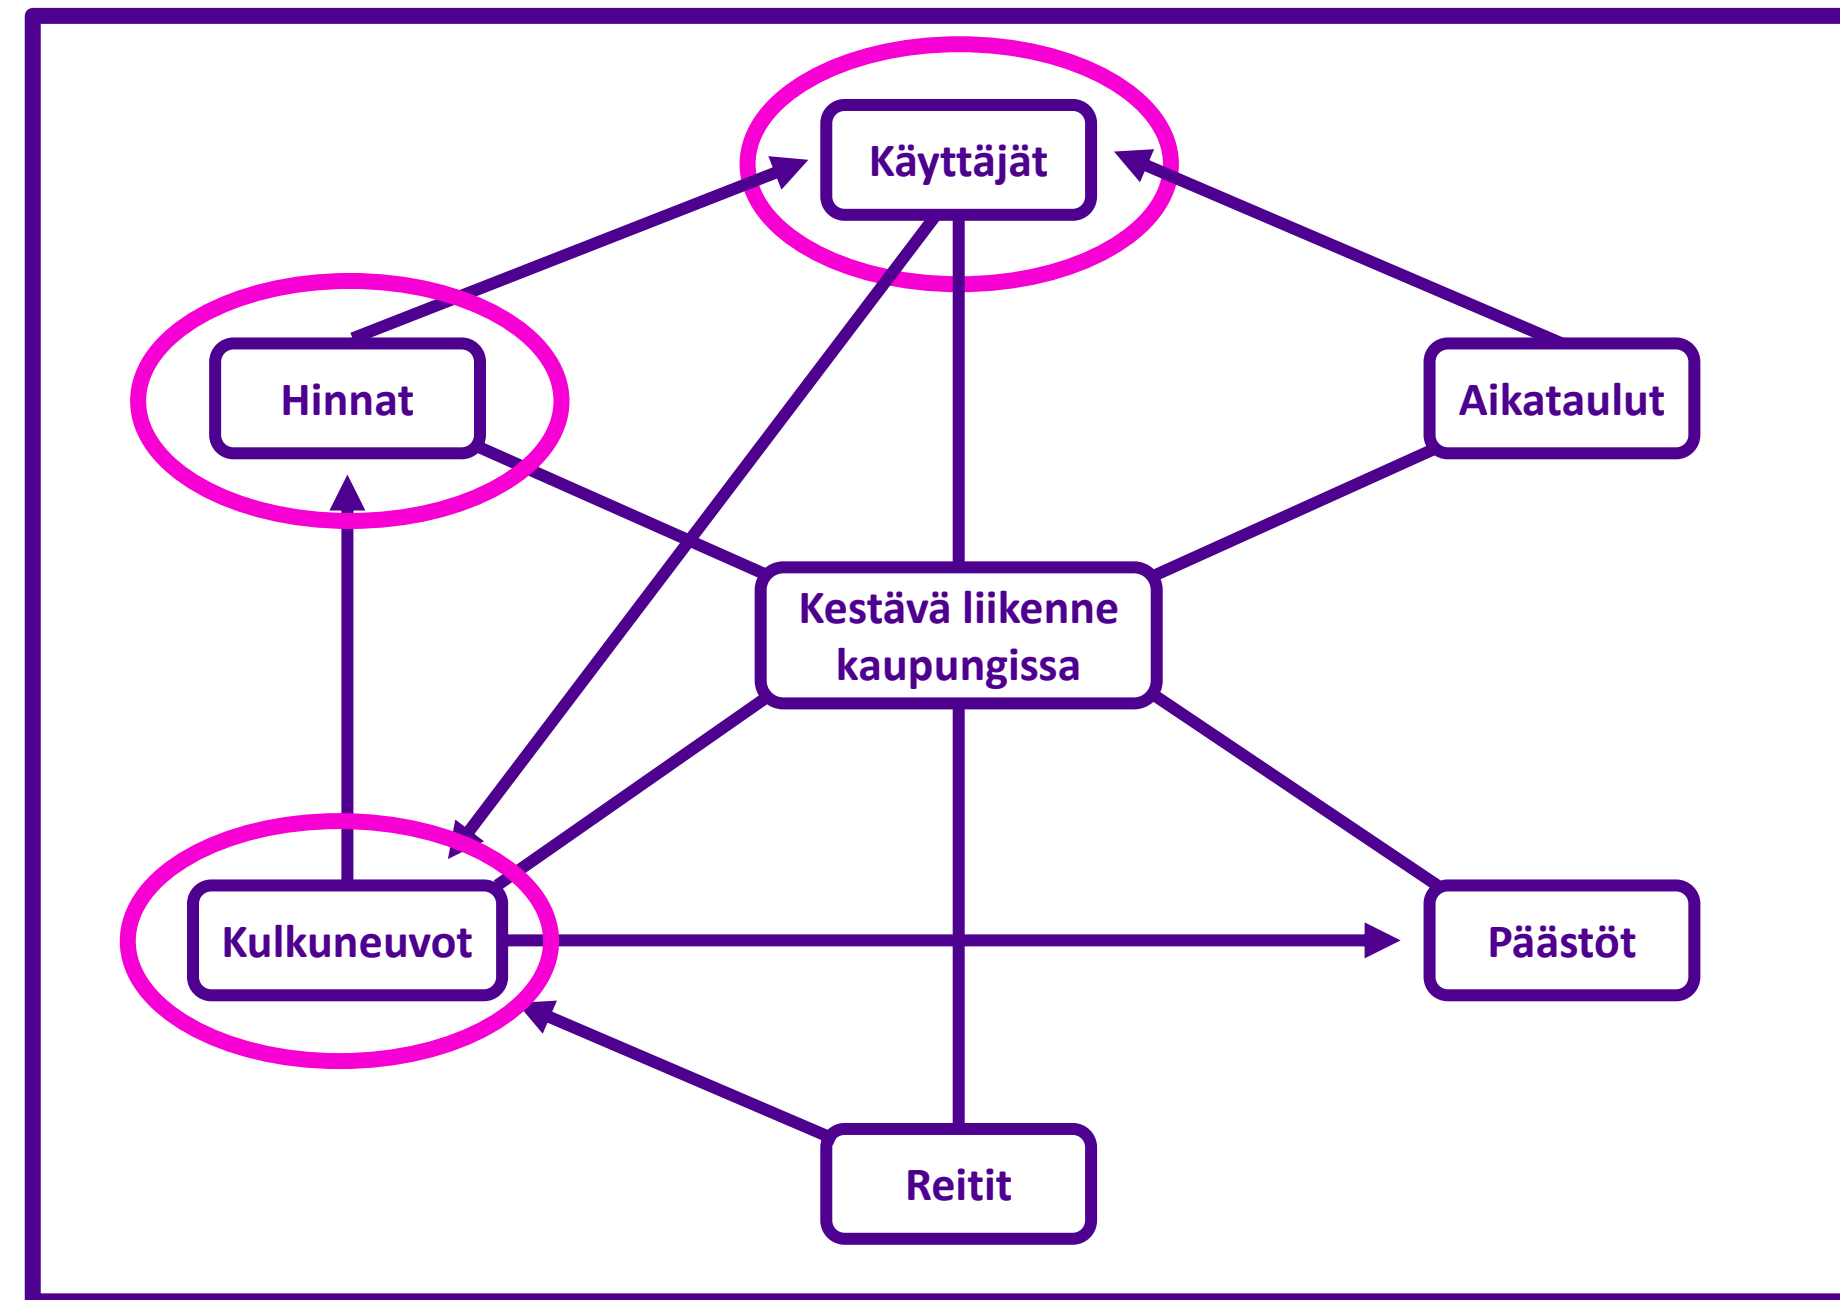 Käyttäjät
Hinnat
Aikataulut
Kestävä liikenne
kaupungissa
Kulkuneuvot
Päästöt
Reitit